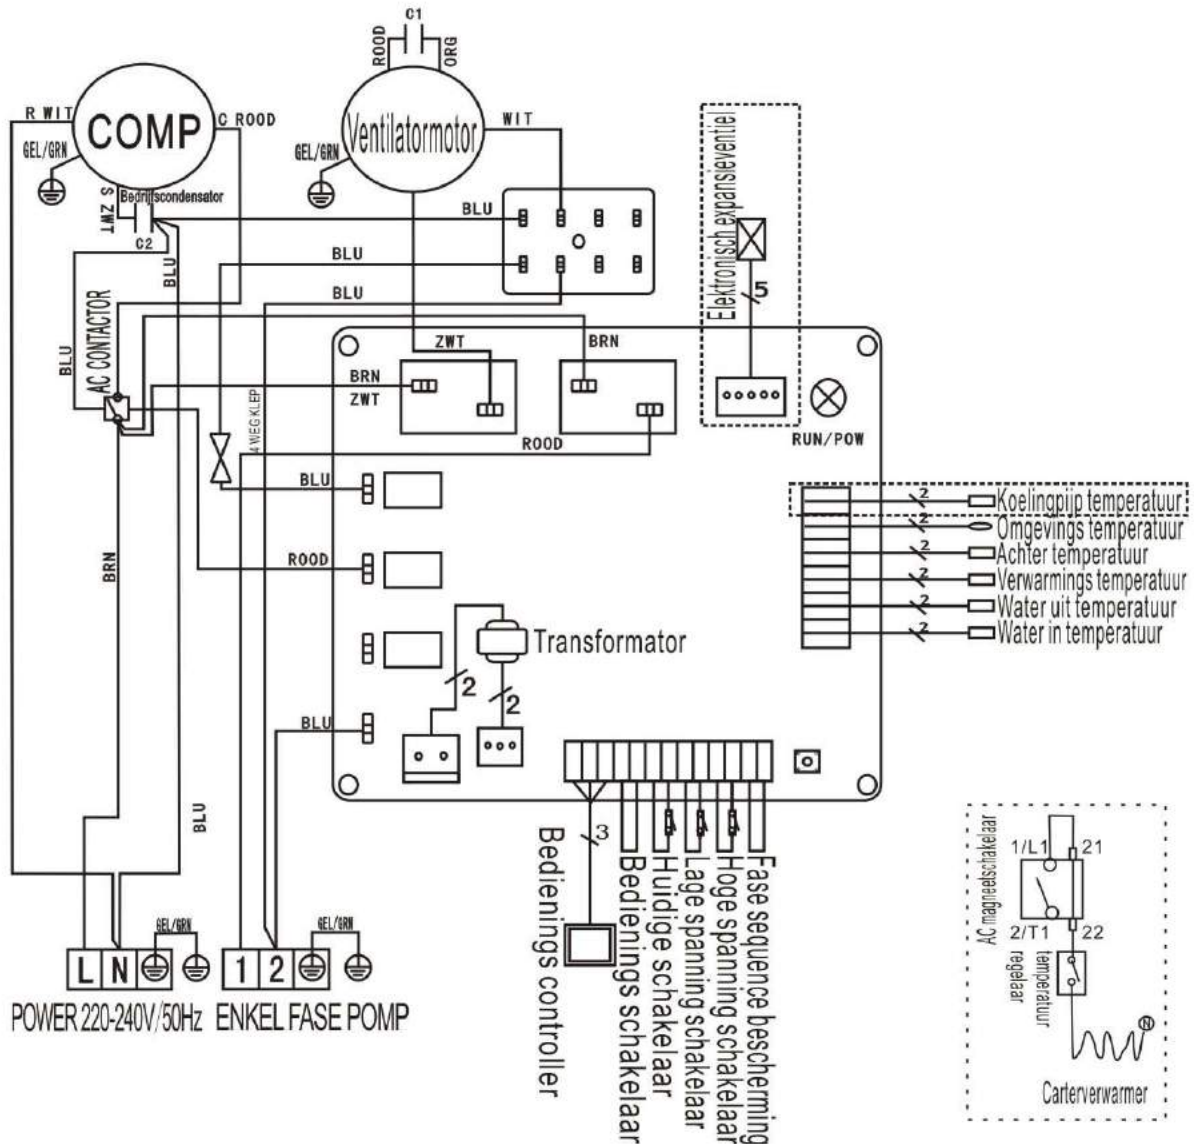 C1
ROOD
ORG
R WIT
COMP
C ROOD
GEL/GRN
Ventilatormotor
WIT
GEL/GRN
S ZWT
Bedrijfscondensator
C2
BLU
BLU
BLU
BLU
BLU
AC CONTACTOR
Elektronisch expansieventiel
5
ZWT
BRN
BRN
ZWT
4 WEG KLEP
ROOD
RUN/POW
BLU
ROOD
BRN
BLU
BLU
Transformator
2
2
2 Koelingpijp temperatuur
2 Omgevings temperatuur
2 Achter temperatuur
2 Verwarmings temperatuur
2 Water uit temperatuur
2 Water in temperatuur
3
Bedienings controller
Bedienings schakelaar
Huidige schakelaar
Lage spanning schakelaar
Hoge spanning schakelaar
Fase sequence bescherming
GEL/GRN
GEL/GRN
L N
1 2
POWER 220-240V/50Hz
ENKEL FASE POMP
AC magneetschakelaar
1/L1
21
2/T1
22
temperatuur
regelaar
N
Carterverwarmer